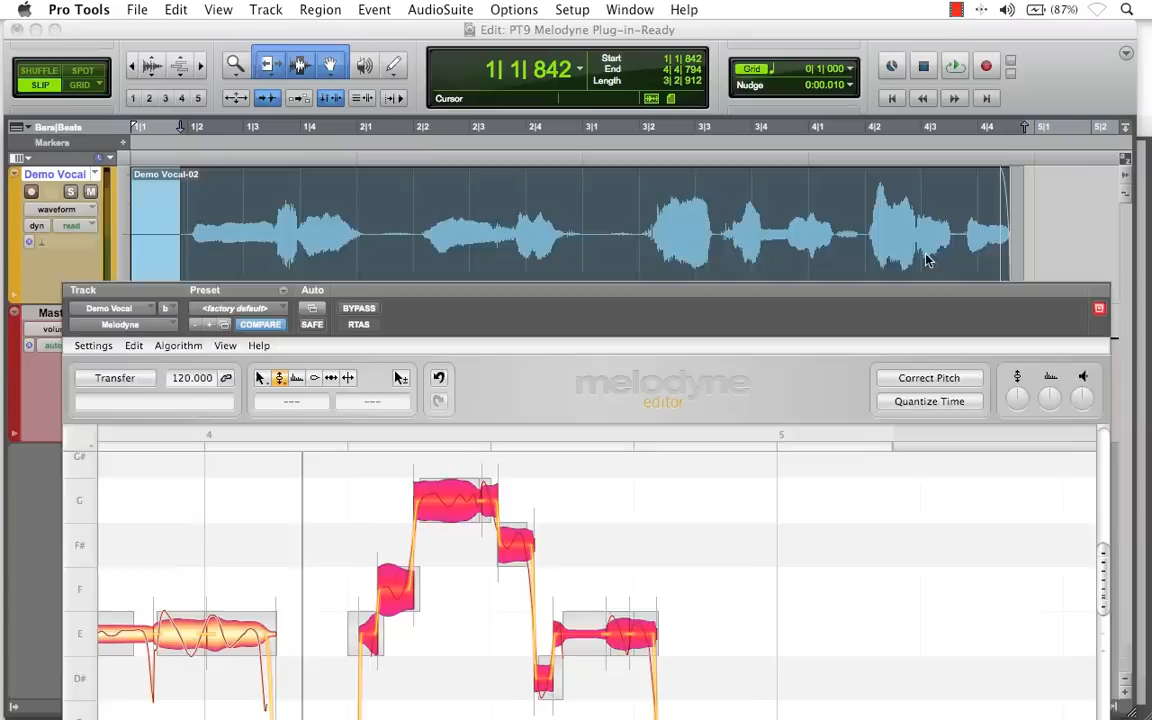 Pro Tools File Edit View Track Region Event AudioSuite Options Setup Window Help (87%)
Edit: PT9 Melodyne Plug-in-Ready
SHUFFLE SPOT
SLIP GRID
1 2 3 4 5
1| 1| 842
Start 1| 1| 842
End 4| 4| 794
Length 3| 2| 912
Cursor
Grid 0| 1| 000
Nudge 0:00.010
Bars|Beats 1|1 1|2 1|3 1|4 2|1 2|2 2|3 2|4 3|1 3|2 3|3 3|4 4|1 4|2 4|3 4|4 5|1 5|2
Markers
Demo Vocal
S M
waveform
dyn read
Demo Vocal-02
Mast
volu
auto
Track Preset Auto
Demo Vocal b <factory default> BYPASS
Melodyne - + COMPARE SAFE RTAS
Settings Edit Algorithm View Help
Transfer 120.000
--- ---
melodyne
editor
Correct Pitch
Quantize Time
4 5
G#
G
F#
F
E
D#